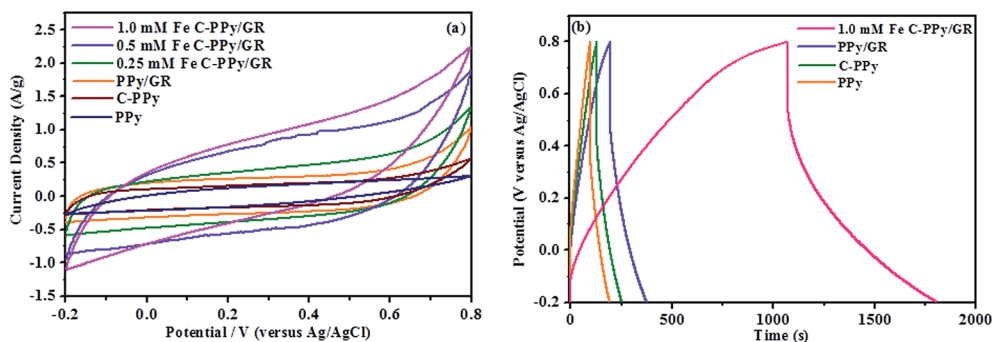 (a)
1.0 mM Fe C-PPy/GR
0.5 mM Fe C-PPy/GR
0.25 mM Fe C-PPy/GR
PPy/GR
C-PPy
PPy
Current Density (A/g)
2.5
2.0
1.5
1.0
0.5
0.0
-0.5
-1.0
-1.5
-0.2 0.0 0.2 0.4 0.6 0.8
Potential / V (versus Ag/AgCl)
(b)
1.0 mM Fe C-PPy/GR
PPy/GR
C-PPy
PPy
Potential (V versus Ag/AgCl)
0.8
0.6
0.4
0.2
0.0
-0.2
0 500 1000 1500 2000
Time (s)